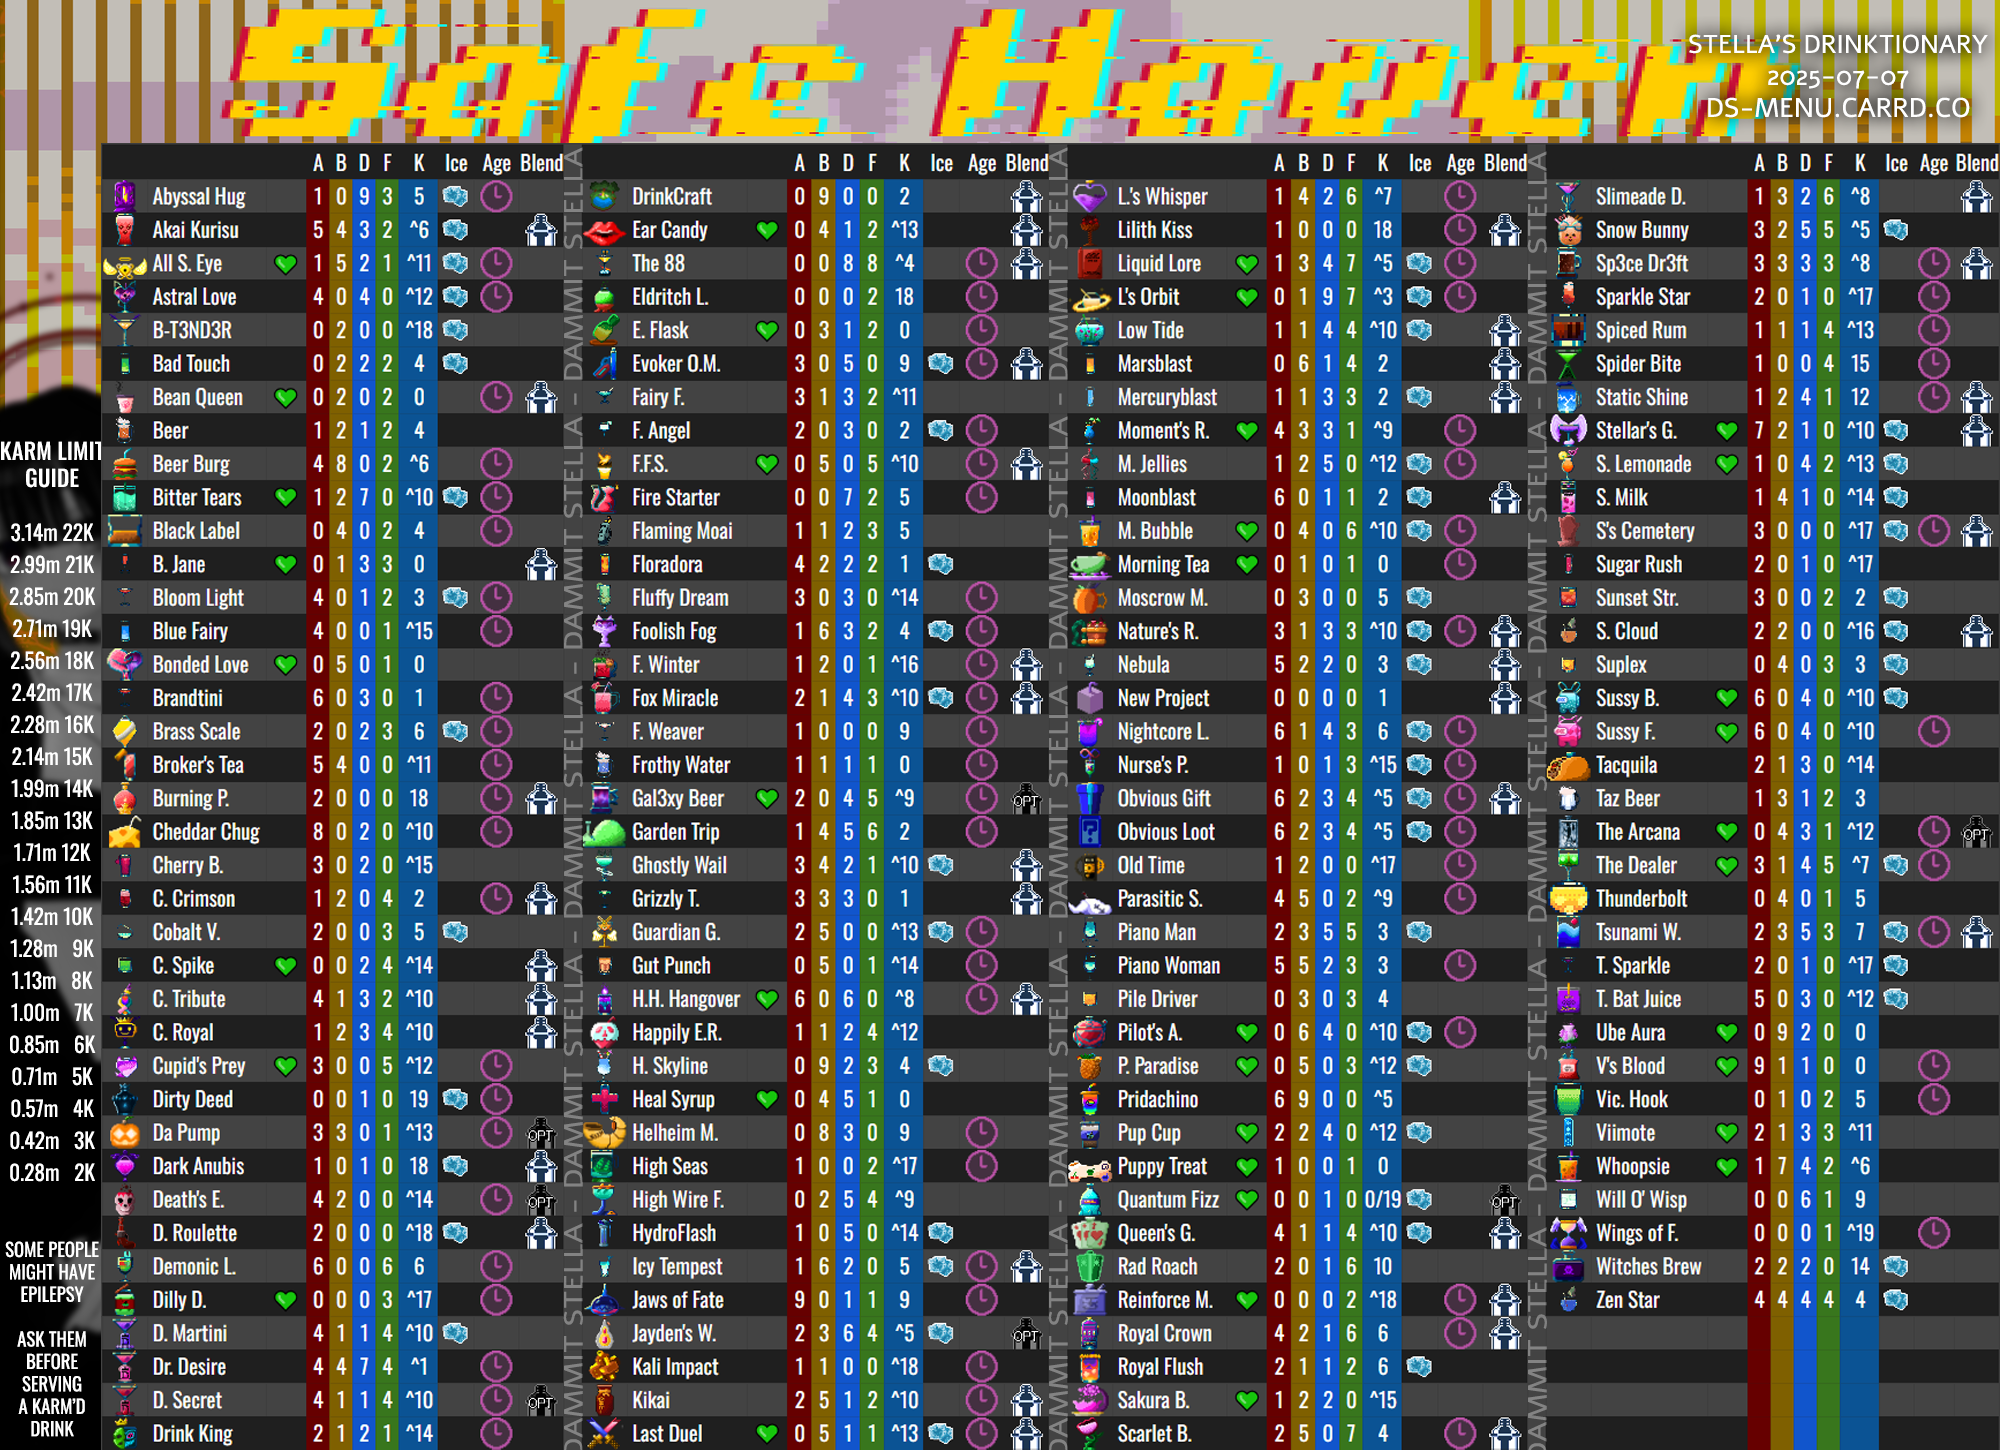 Safe Haven
STELLA'S DRINKTIONARY
2025-07-07
DS-MENU.CARRD.CO
A B D F K Ice Age Blend
Abyssal Hug 1 0 9 3 5
Akai Kurisu 5 4 3 2 ^6
All S. Eye 1 5 2 1 ^11
Astral Love 4 0 4 0 ^12
B-T3ND3R 0 2 0 0 ^18
Bad Touch 0 2 2 2 4
Bean Queen 0 2 0 2 0
Beer 1 2 1 2 4
Beer Burg 4 8 0 2 ^6
Bitter Tears 1 2 7 0 ^10
Black Label 0 4 0 2 4
B. Jane 0 1 3 3 0
Bloom Light 4 0 1 2 3
Blue Fairy 4 0 0 1 ^15
Bonded Love 0 5 0 1 0
Brandtini 6 0 3 0 1
Brass Scale 2 0 2 3 6
Broker's Tea 5 4 0 0 ^11
Burning P. 2 0 0 0 18
Cheddar Chug 8 0 2 0 ^10
Cherry B. 3 0 2 0 ^15
C. Crimson 1 2 0 4 2
Cobalt V. 2 0 0 3 5
C. Spike 0 0 2 4 ^14
C. Tribute 4 1 3 2 ^10
C. Royal 1 2 3 4 ^10
Cupid's Prey 3 0 0 5 ^12
Dirty Deed 0 0 1 0 19
Da Pump 3 3 0 1 ^13 OPT
Dark Anubis 1 0 1 0 18
Death's E. 4 2 0 0 ^14 OPT
D. Roulette 2 0 0 0 ^18
Demonic L. 6 0 0 6 6
Dilly D. 0 0 0 3 ^17
D. Martini 4 1 1 4 ^10
Dr. Desire 4 4 7 4 ^1
D. Secret 4 1 1 4 ^10 OPT
Drink King 2 1 2 1 ^14
DAMMIT STELLA - DAMMIT STELLA - DAMMIT STELLA - DAMMIT STELLA
A B D F K Ice Age Blend
DrinkCraft 0 9 0 0 2
Ear Candy 0 4 1 2 ^13
The 88 0 0 8 8 ^4
Eldritch L. 0 0 0 2 18
E. Flask 0 3 1 2 0
Evoker O.M. 3 0 5 0 9
Fairy F. 3 1 3 2 ^11
F. Angel 2 0 3 0 2
F.F.S. 0 5 0 5 ^10
Fire Starter 0 0 7 2 5
Flaming Moai 1 1 2 3 5
Floradora 4 2 2 2 1
Fluffy Dream 3 0 3 0 ^14
Foolish Fog 1 6 3 2 4
F. Winter 1 2 0 1 ^16
Fox Miracle 2 1 4 3 ^10
F. Weaver 1 0 0 0 9
Frothy Water 1 1 1 1 0
Gal3xy Beer 2 0 4 5 ^9 OPT
Garden Trip 1 4 5 6 2
Ghostly Wail 3 4 2 1 ^10
Grizzly T. 3 3 3 0 1
Guardian G. 2 5 0 0 ^13
Gut Punch 0 5 0 1 ^14
H.H. Hangover 6 0 6 0 ^8
Happily E.R. 1 1 2 4 ^12
H. Skyline 0 9 2 3 4
Heal Syrup 0 4 5 1 0
Helheim M. 0 8 3 0 9
High Seas 1 0 0 2 ^17
High Wire F. 0 2 5 4 ^9
HydroFlash 1 0 5 0 ^14
Icy Tempest 1 6 2 0 5
Jaws of Fate 9 0 1 1 9
Jayden's W. 2 3 6 4 ^5 OPT
Kali Impact 1 1 0 0 ^18
Kikai 2 5 1 2 ^10
Last Duel 0 5 1 1 ^13
DAMMIT STELLA - DAMMIT STELLA - DAMMIT STELLA - DAMMIT STELLA
A B D F K Ice Age Blend
L.'s Whisper 1 4 2 6 ^7
Lilith Kiss 1 0 0 0 18
Liquid Lore 1 3 4 7 ^5
L's Orbit 0 1 9 7 ^3
Low Tide 1 1 4 4 ^10
Marsblast 0 6 1 4 2
Mercuryblast 1 1 3 3 2
Moment's R. 4 3 3 1 ^9
M. Jellies 1 2 5 0 ^12
Moonblast 6 0 1 1 2
M. Bubble 0 4 0 6 ^10
Morning Tea 0 1 0 1 0
Moscrow M. 0 3 0 0 5
Nature's R. 3 1 3 3 ^10
Nebula 5 2 2 0 3
New Project 0 0 0 0 1
Nightcore L. 6 1 4 3 6
Nurse's P. 1 0 1 3 ^15
Obvious Gift 6 2 3 4 ^5
Obvious Loot 6 2 3 4 ^5
Old Time 1 2 0 0 ^17
Parasitic S. 4 5 0 2 ^9
Piano Man 2 3 5 5 3
Piano Woman 5 5 2 3 3
Pile Driver 0 3 0 3 4
Pilot's A. 0 6 4 0 ^10
P. Paradise 0 5 0 3 ^12
Pridachino 6 9 0 0 ^5
Pup Cup 2 2 4 0 ^12
Puppy Treat 1 0 0 1 0
Quantum Fizz 0 0 1 0 0/19 OPT
Queen's G. 4 1 1 4 ^10
Rad Roach 2 0 1 6 10
Reinforce M. 0 0 0 2 ^18
Royal Crown 4 2 1 6 6
Royal Flush 2 1 1 2 6
Sakura B. 1 2 2 0 ^15
Scarlet B. 2 5 0 7 4
DAMMIT STELLA - DAMMIT STELLA - DAMMIT STELLA - DAMMIT STELLA
A B D F K Ice Age Blend
Slimeade D. 1 3 2 6 ^8
Snow Bunny 3 2 5 5 ^5
Sp3ce Dr3ft 3 3 3 3 ^8
Sparkle Star 2 0 1 0 ^17
Spiced Rum 1 1 1 4 ^13
Spider Bite 1 0 0 4 15
Static Shine 1 2 4 1 12
Stellar's G. 7 2 1 0 ^10
S. Lemonade 1 0 4 2 ^13
S. Milk 1 4 1 0 ^14
S's Cemetery 3 0 0 0 ^17
Sugar Rush 2 0 1 0 ^17
Sunset Str. 3 0 0 2 2
S. Cloud 2 2 0 0 ^16
Suplex 0 4 0 3 3
Sussy B. 6 0 4 0 ^10
Sussy F. 6 0 4 0 ^10
Tacquila 2 1 3 0 ^14
Taz Beer 1 3 1 2 3
The Arcana 0 4 3 1 ^12 OPT
The Dealer 3 1 4 5 ^7
Thunderbolt 0 4 0 1 5
Tsunami W. 2 3 5 3 7
T. Sparkle 2 0 1 0 ^17
T. Bat Juice 5 0 3 0 ^12
Ube Aura 0 9 2 0 0
V's Blood 9 1 1 0 0
Vic. Hook 0 1 0 2 5
Viimote 2 1 3 3 ^11
Whoopsie 1 7 4 2 ^6
Will O' Wisp 0 0 6 1 9
Wings of F. 0 0 0 1 ^19
Witches Brew 2 2 2 0 14
Zen Star 4 4 4 4 4
KARM LIMIT
GUIDE
3.14m 22K
2.99m 21K
2.85m 20K
2.71m 19K
2.56m 18K
2.42m 17K
2.28m 16K
2.14m 15K
1.99m 14K
1.85m 13K
1.71m 12K
1.56m 11K
1.42m 10K
1.28m 9K
1.13m 8K
1.00m 7K
0.85m 6K
0.71m 5K
0.57m 4K
0.42m 3K
0.28m 2K
SOME PEOPLE
MIGHT HAVE
EPILEPSY
ASK THEM
BEFORE
SERVING
A KARM'D
DRINK